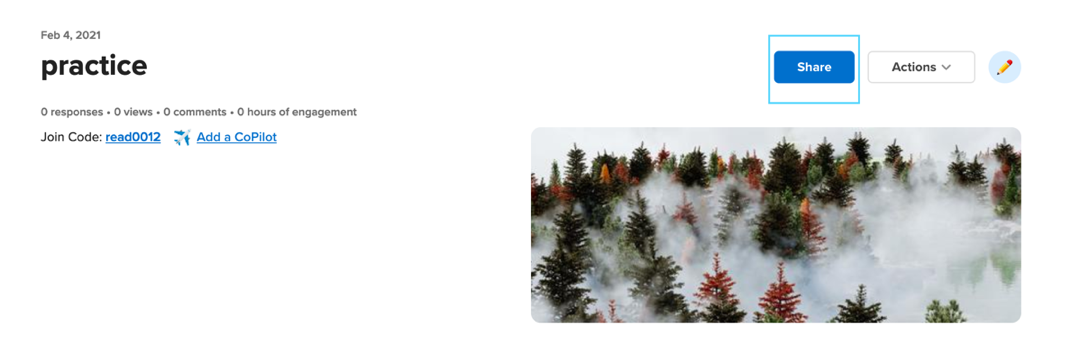 Feb 4, 2021
practice
Share
Actions
0 responses • 0 views • 0 comments • 0 hours of engagement
Join Code: read0012 Add a CoPilot